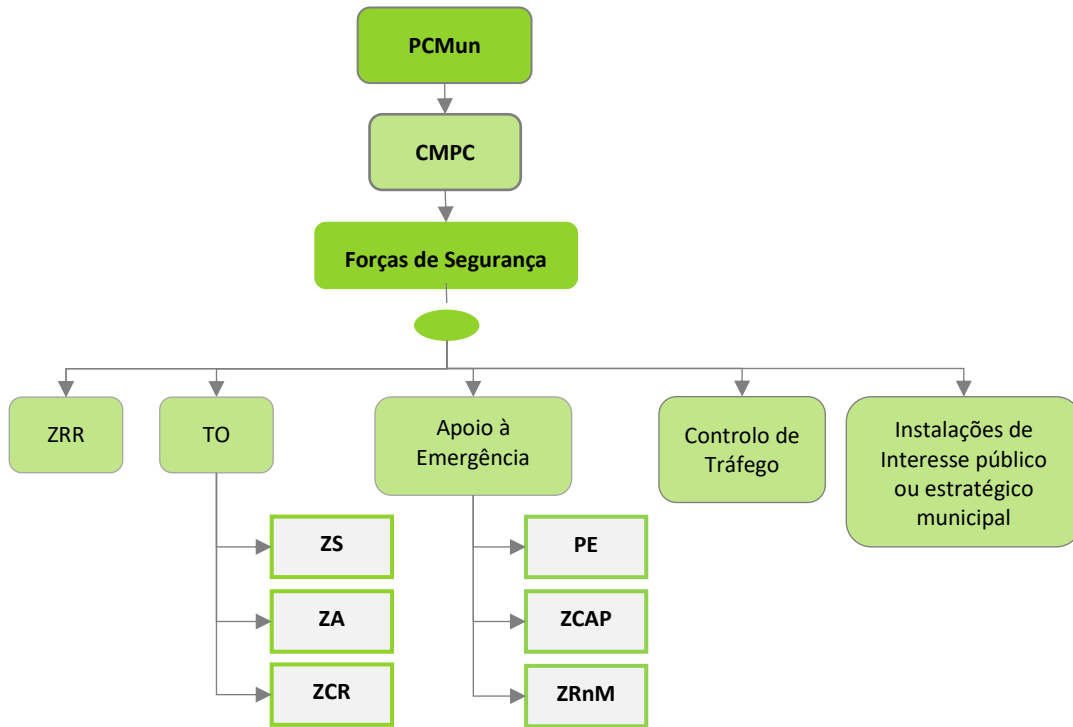 PCMun
CMPC
Forças de Segurança
ZRR
TO
Apoio à
Emergência
Controlo de
Tráfego
Instalações de
Interesse público
ou estratégico
municipal
ZS
ZA
ZCR
PE
ZCAP
ZRnM